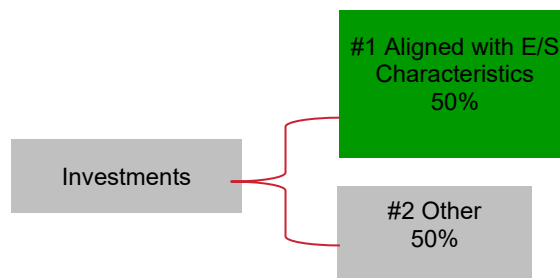 #1 Aligned with E/S
Characteristics
50%
Investments
#2 Other
50%